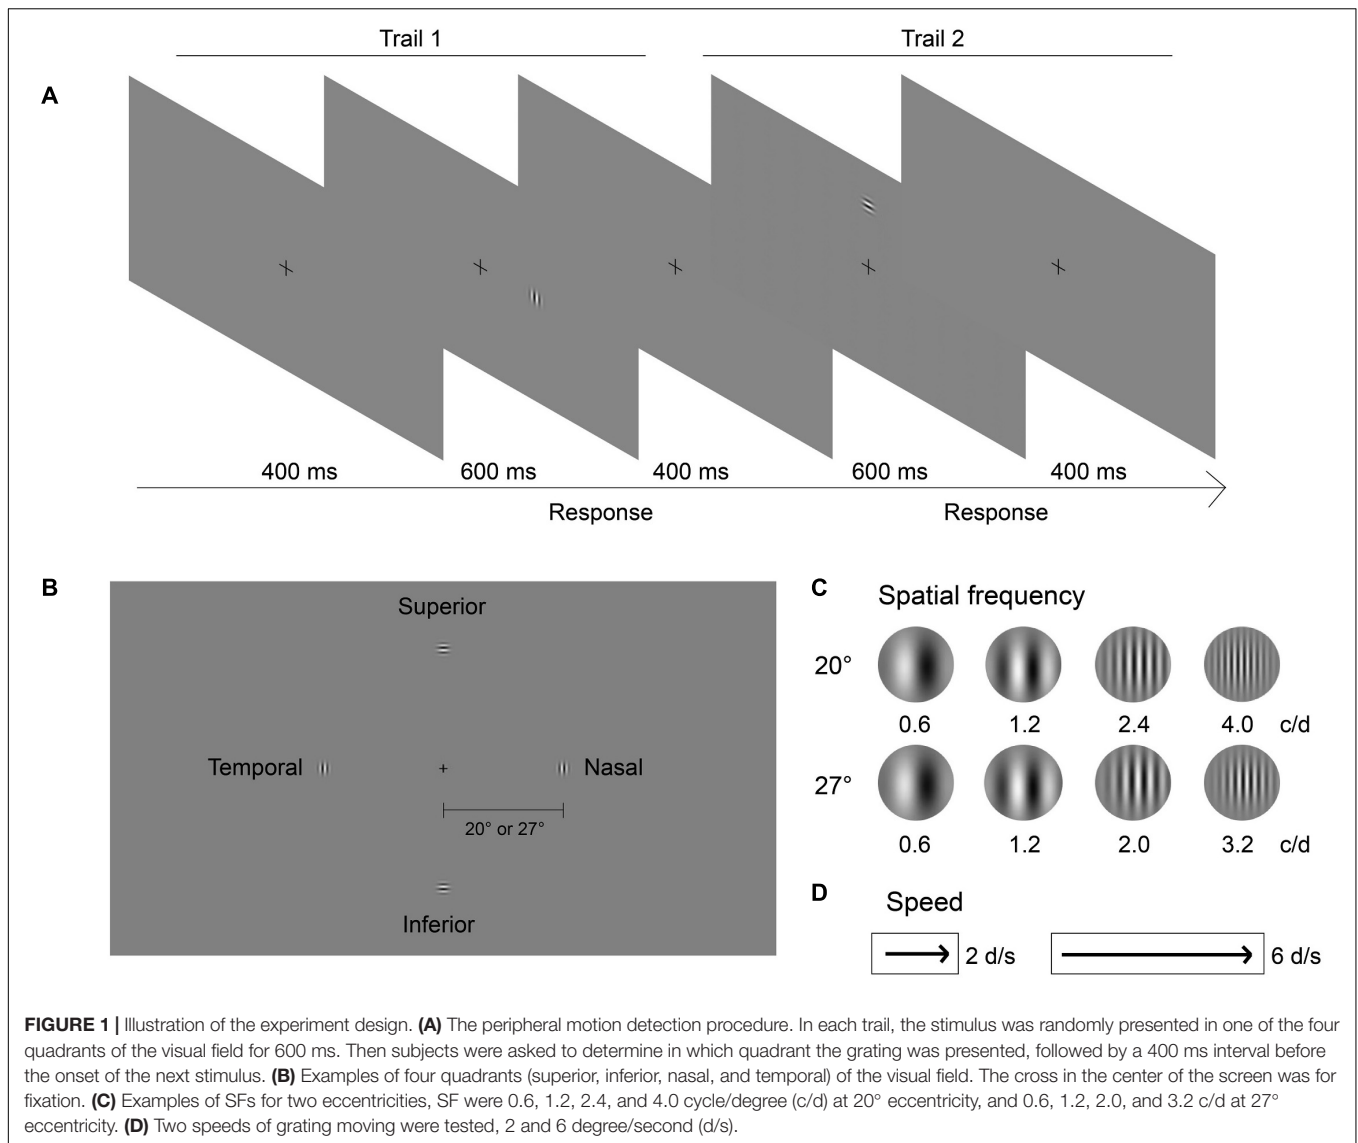 Trail 1
Trail 2
A
400 ms
600 ms
400 ms
600 ms
400 ms
Response
Response
B
Superior
Temporal
Nasal
20° or 27°
Inferior
C
Spatial frequency
20°
0.6
1.2
2.4
4.0
c/d
27°
0.6
1.2
2.0
3.2
c/d
D
Speed
2 d/s
6 d/s
FIGURE 1 | Illustration of the experiment design. (A) The peripheral motion detection procedure. In each trail, the stimulus was randomly presented in one of the four
quadrants of the visual field for 600 ms. Then subjects were asked to determine in which quadrant the grating was presented, followed by a 400 ms interval before
the onset of the next stimulus. (B) Examples of four quadrants (superior, inferior, nasal, and temporal) of the visual field. The cross in the center of the screen was for
fixation. (C) Examples of SFs for two eccentricities, SF were 0.6, 1.2, 2.4, and 4.0 cycle/degree (c/d) at 20° eccentricity, and 0.6, 1.2, 2.0, and 3.2 c/d at 27°
eccentricity. (D) Two speeds of grating moving were tested, 2 and 6 degree/second (d/s).